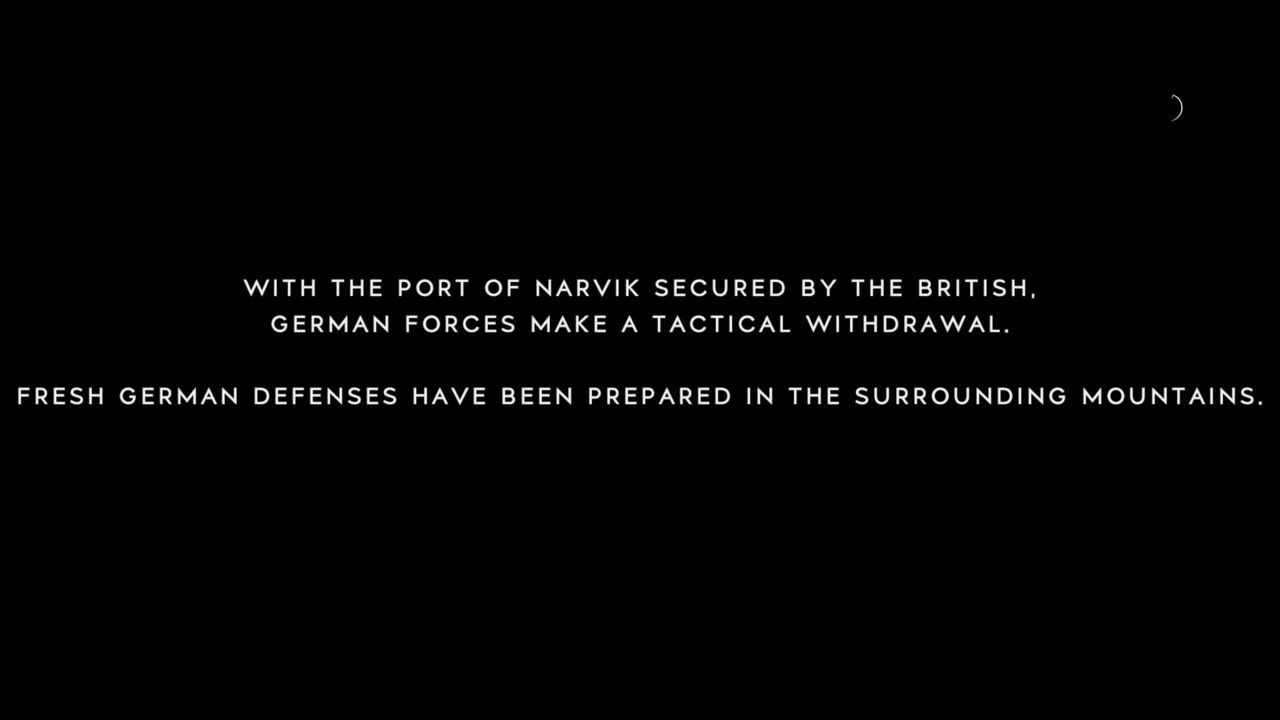 WITH THE PORT OF NARVIK SECURED BY THE BRITISH,
GERMAN FORCES MAKE A TACTICAL WITHDRAWAL.
FRESH GERMAN DEFENSES HAVE BEEN PREPARED IN THE SURROUNDING MOUNTAINS.